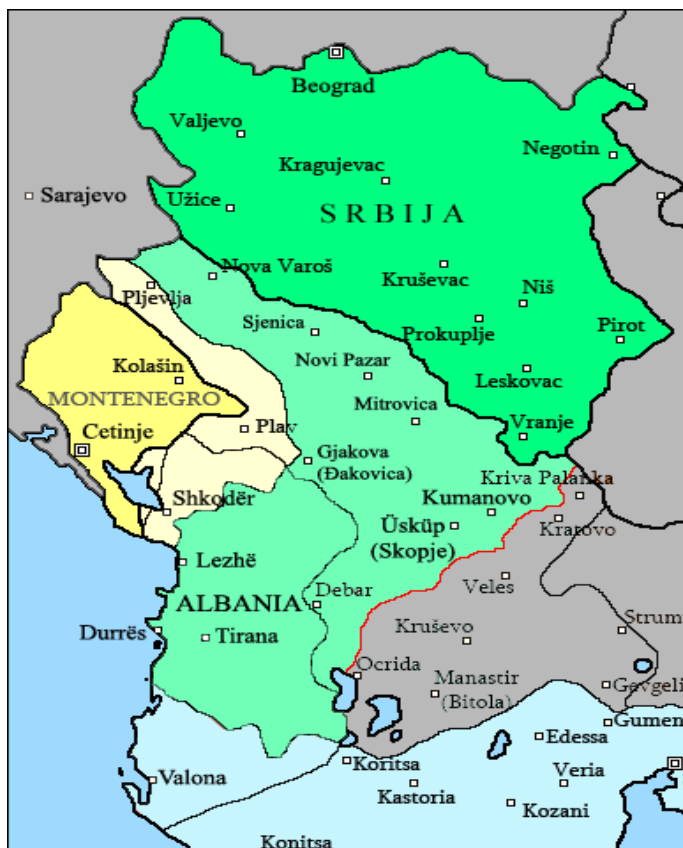 Beograd
Valjevo
Negotin
Kragujevac
Sarajevo
Užice
SRBIJA
Nova Varoš
Kruševac
Pljevlja
Niš
Sjenica
Prokuplje
Pirot
Novi Pazar
Kolašin
Leskovac
MONTENEGRO
Mitrovica
Cetinje
Plav
Vranje
Gjakova
(Đakovica)
Kriva Palanka
Shkodër
Kumanovo
Üsküp
(Skopje)
Kratovo
Lezhë
Veles
ALBANIA
Debar
Durrës
Tirana
Kruševo
Strumi
Ocrida
Manastir
(Bitola)
Gevgeli
Gumen
Edessa
Koritsa
Valona
Kastoria
Veria
Kozani
Konitsa